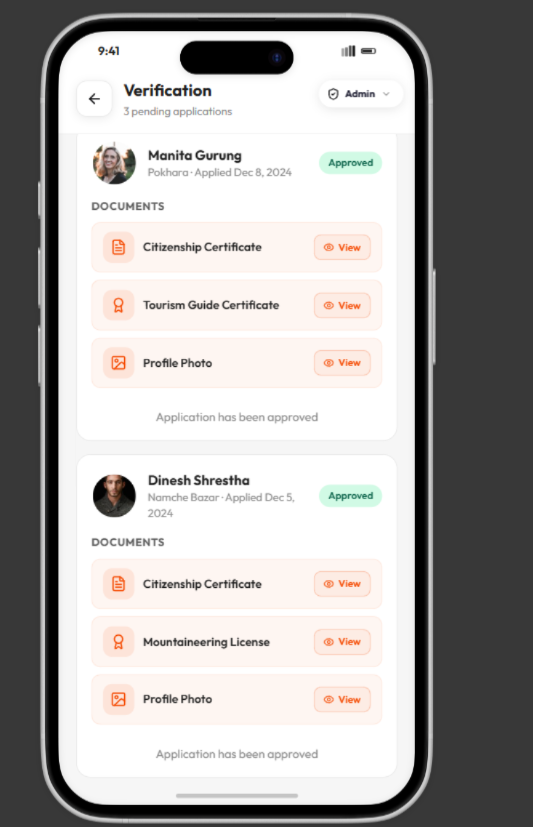 9:41
Verification
3 pending applications
Admin
Manita Gurung
Approved
Pokhara · Applied Dec 8, 2024
DOCUMENTS
Citizenship Certificate
View
Tourism Guide Certificate
View
Profile Photo
View
Application has been approved
Dinesh Shrestha
Approved
Namche Bazar · Applied Dec 5,
2024
DOCUMENTS
Citizenship Certificate
View
Mountaineering License
View
Profile Photo
View
Application has been approved